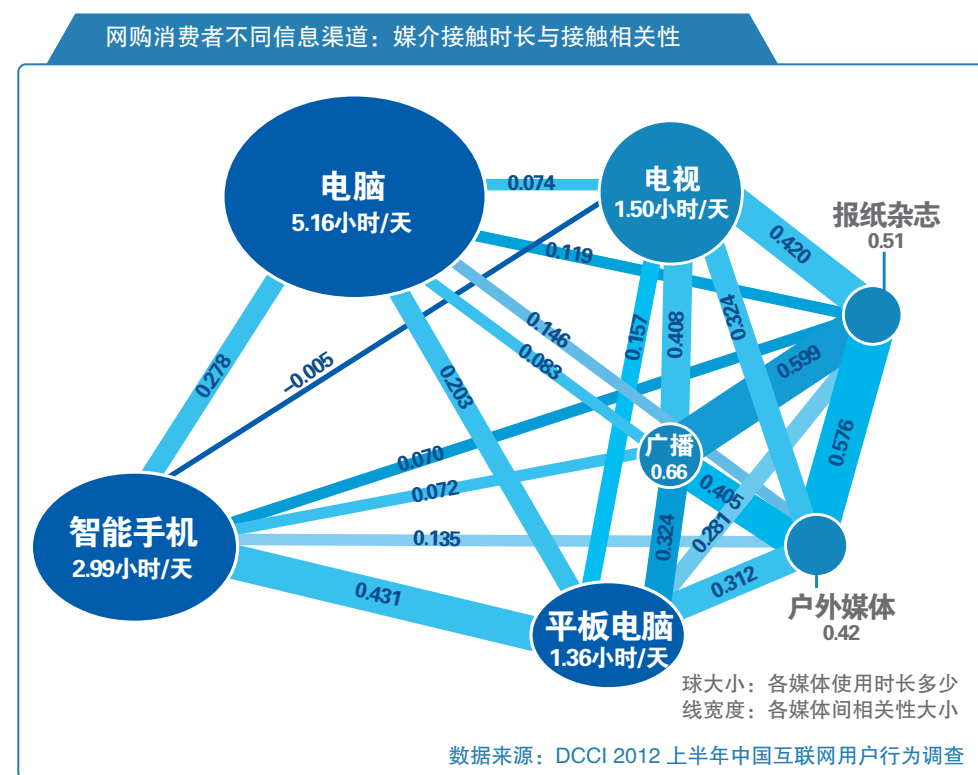 网购消费者不同信息渠道：媒介接触时长与接触相关性
电脑
5.16小时/天
电视
1.50小时/天
报纸杂志
0.51
0.074
0.119
0.420
0.146
0.083
0.157
0.408
0.324
0.278
–0.005
0.203
0.599
0.576
广播
0.66
0.070
0.072
0.405
0.281
0.324
0.135
智能手机
2.99小时/天
0.431
0.312
平板电脑
1.36小时/天
户外媒体
0.42
球大小：各媒体使用时长多少
线宽度：各媒体间相关性大小
数据来源：DCCI 2012 上半年中国互联网用户行为调查